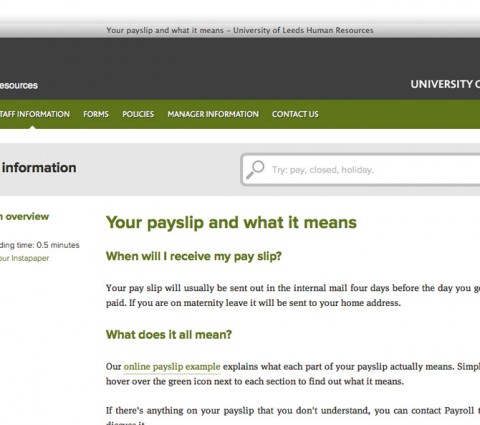 Your payslip and what it means – University of Leeds Human Resources
esources
UNIVERSITY O
TAFF INFORMATION FORMS POLICIES MANAGER INFORMATION CONTACT US
information
Try: pay, closed, holiday.
n overview
ding time: 0.5 minutes
our Instapaper
Your payslip and what it means
When will I receive my pay slip?
Your pay slip will usually be sent out in the internal mail four days before the day you ge
paid. If you are on maternity leave it will be sent to your home address.
What does it all mean?
Our online payslip example explains what each part of your payslip actually means. Simpl
hover over the green icon next to each section to find out what it means.
If there's anything on your payslip that you don't understand, you can contact Payroll t
discuss it